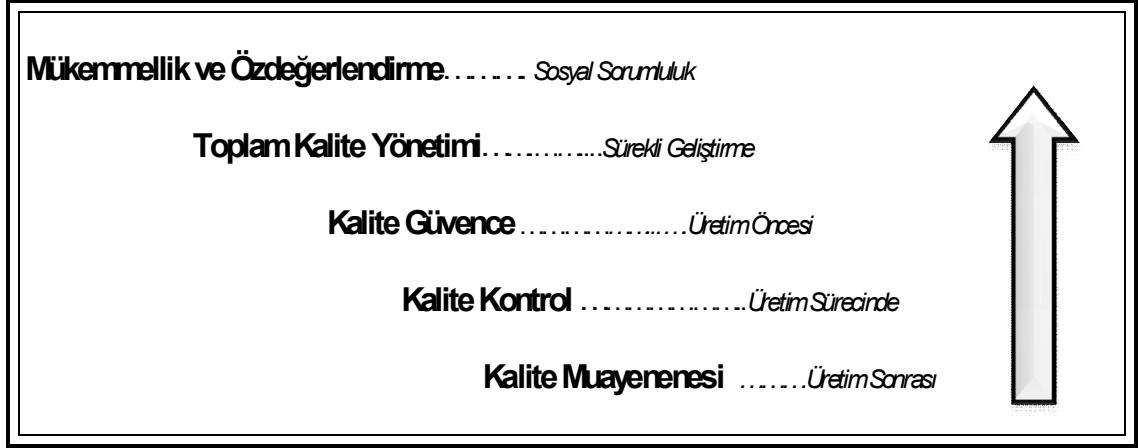 Mükemmellik ve Özdeğerlendirme.......... Sosyal Sorumluluk
Toplam Kalite Yönetimi...............Sürekli Geliştirme
Kalite Güvence ....................Üretim Öncesi
Kalite Kontrol ....................Üretim Sürecinde
Kalite Muayenenesi .........Üretim Sonrası